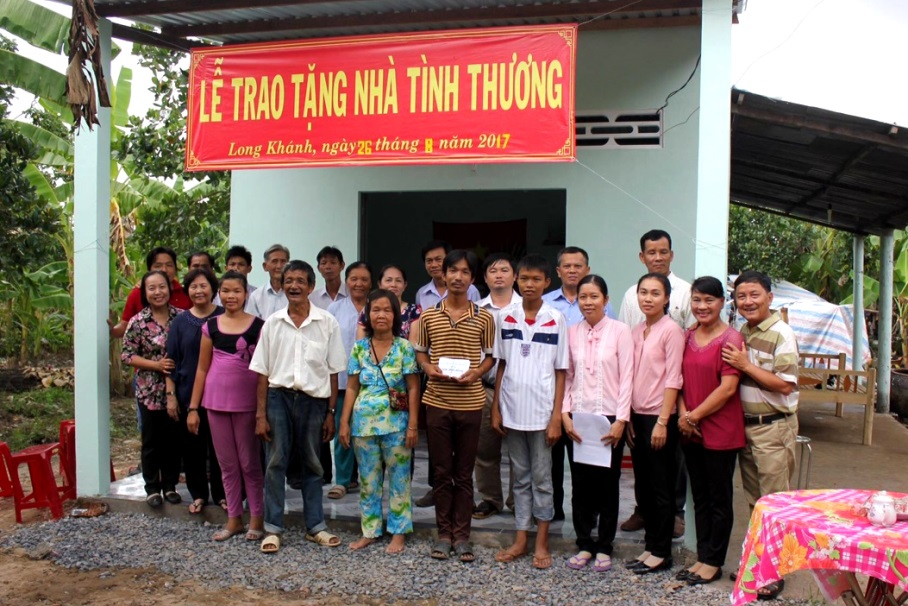 LỄ TRAO TẶNG NHÀ TÌNH THƯƠNG
Long Khánh, ngày 26 tháng 8 năm 2017